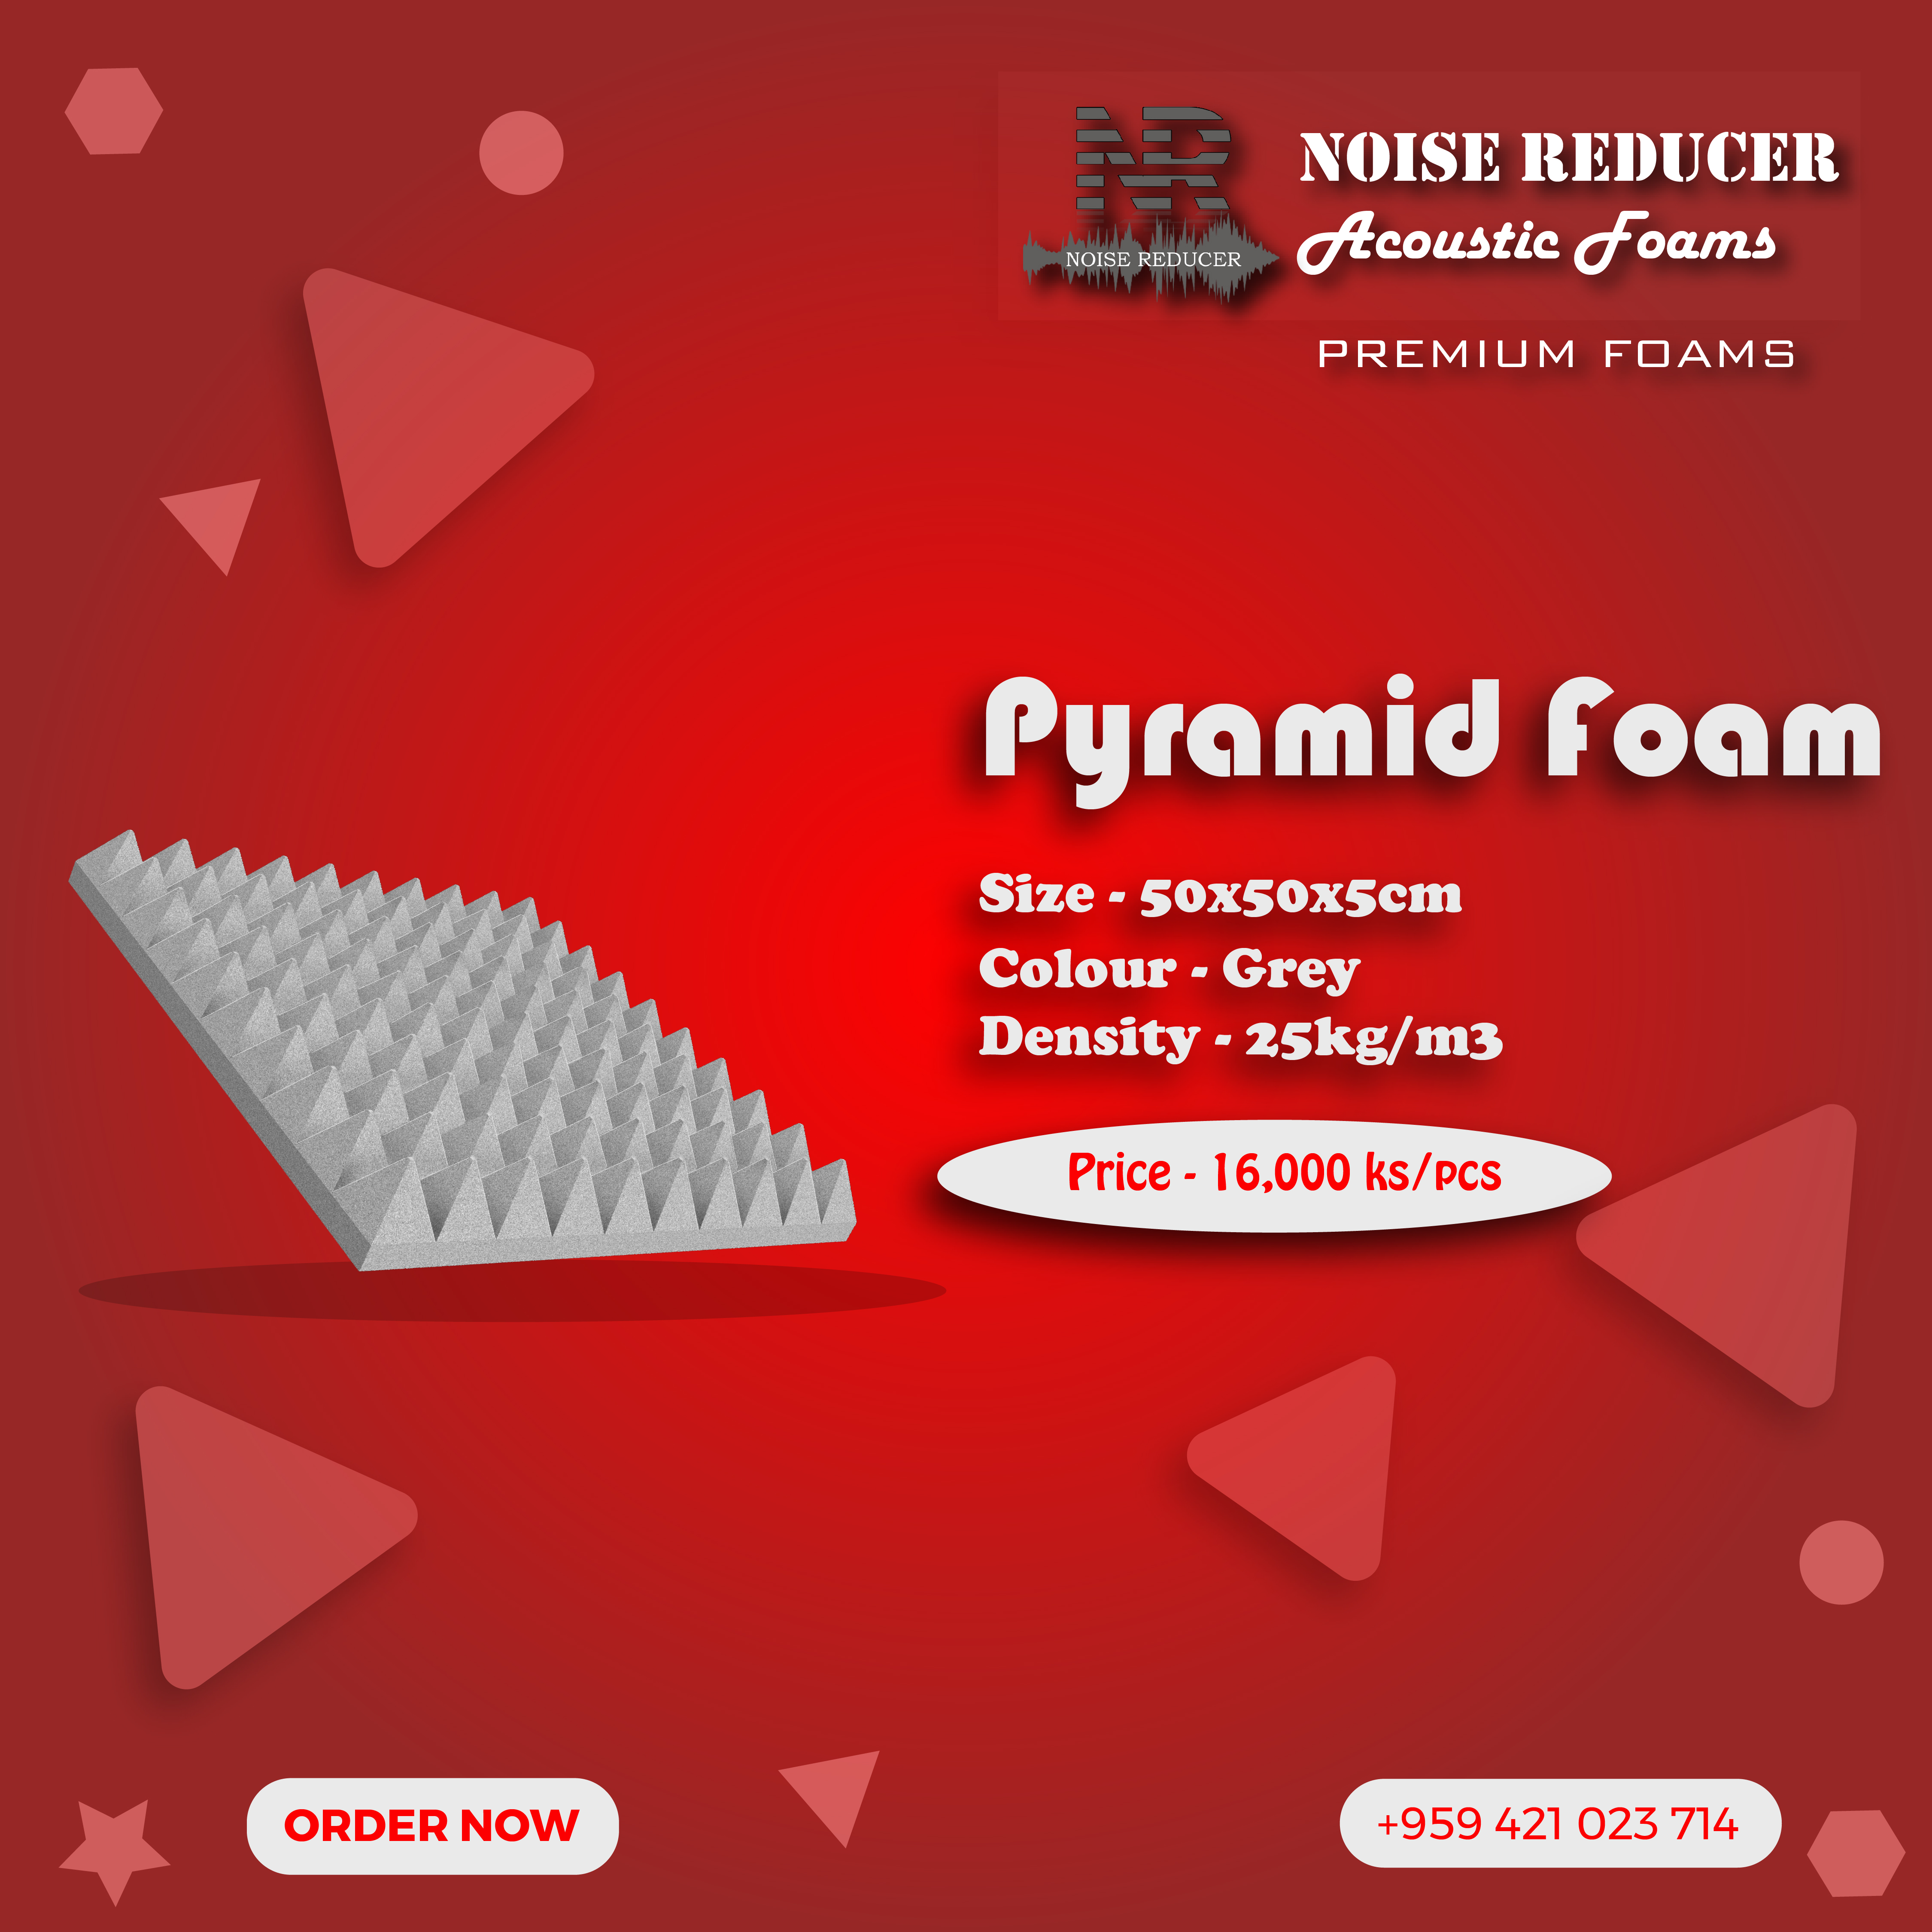 NR
NOISE REDUCER
NOISE REDUCER
Acoustic Foams
PREMIUM FOAMS
Pyramid Foam
Size - 50x50x5cm
Colour - Grey
Density - 25kg/m3
Price - 16,000 ks/pcs
ORDER NOW
+959 421 023 714